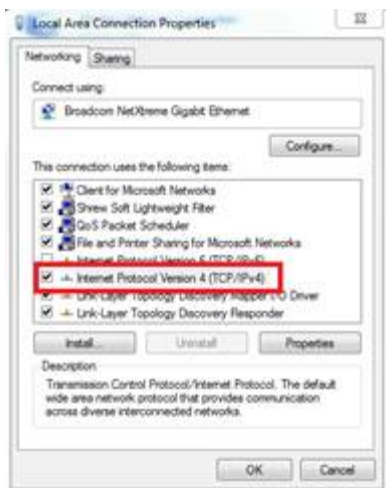 Local Area Connection Properties
Networking Sharing
Connect using:
Broadcom NetXtreme Gigabit Ethernet
Configure...
This connection uses the following items:
Client for Microsoft Networks
Shrew Soft Lightweight Filter
QoS Packet Scheduler
File and Printer Sharing for Microsoft Networks
Internet Protocol Version 6 (TCP/IPv6)
Internet Protocol Version 4 (TCP/IPv4)
Link-Layer Topology Discovery Mapper I/O Driver
Link-Layer Topology Discovery Responder
Install... Uninstall Properties
Description
Transmission Control Protocol/Internet Protocol. The default
wide area network protocol that provides communication
across diverse interconnected networks.
OK Cancel